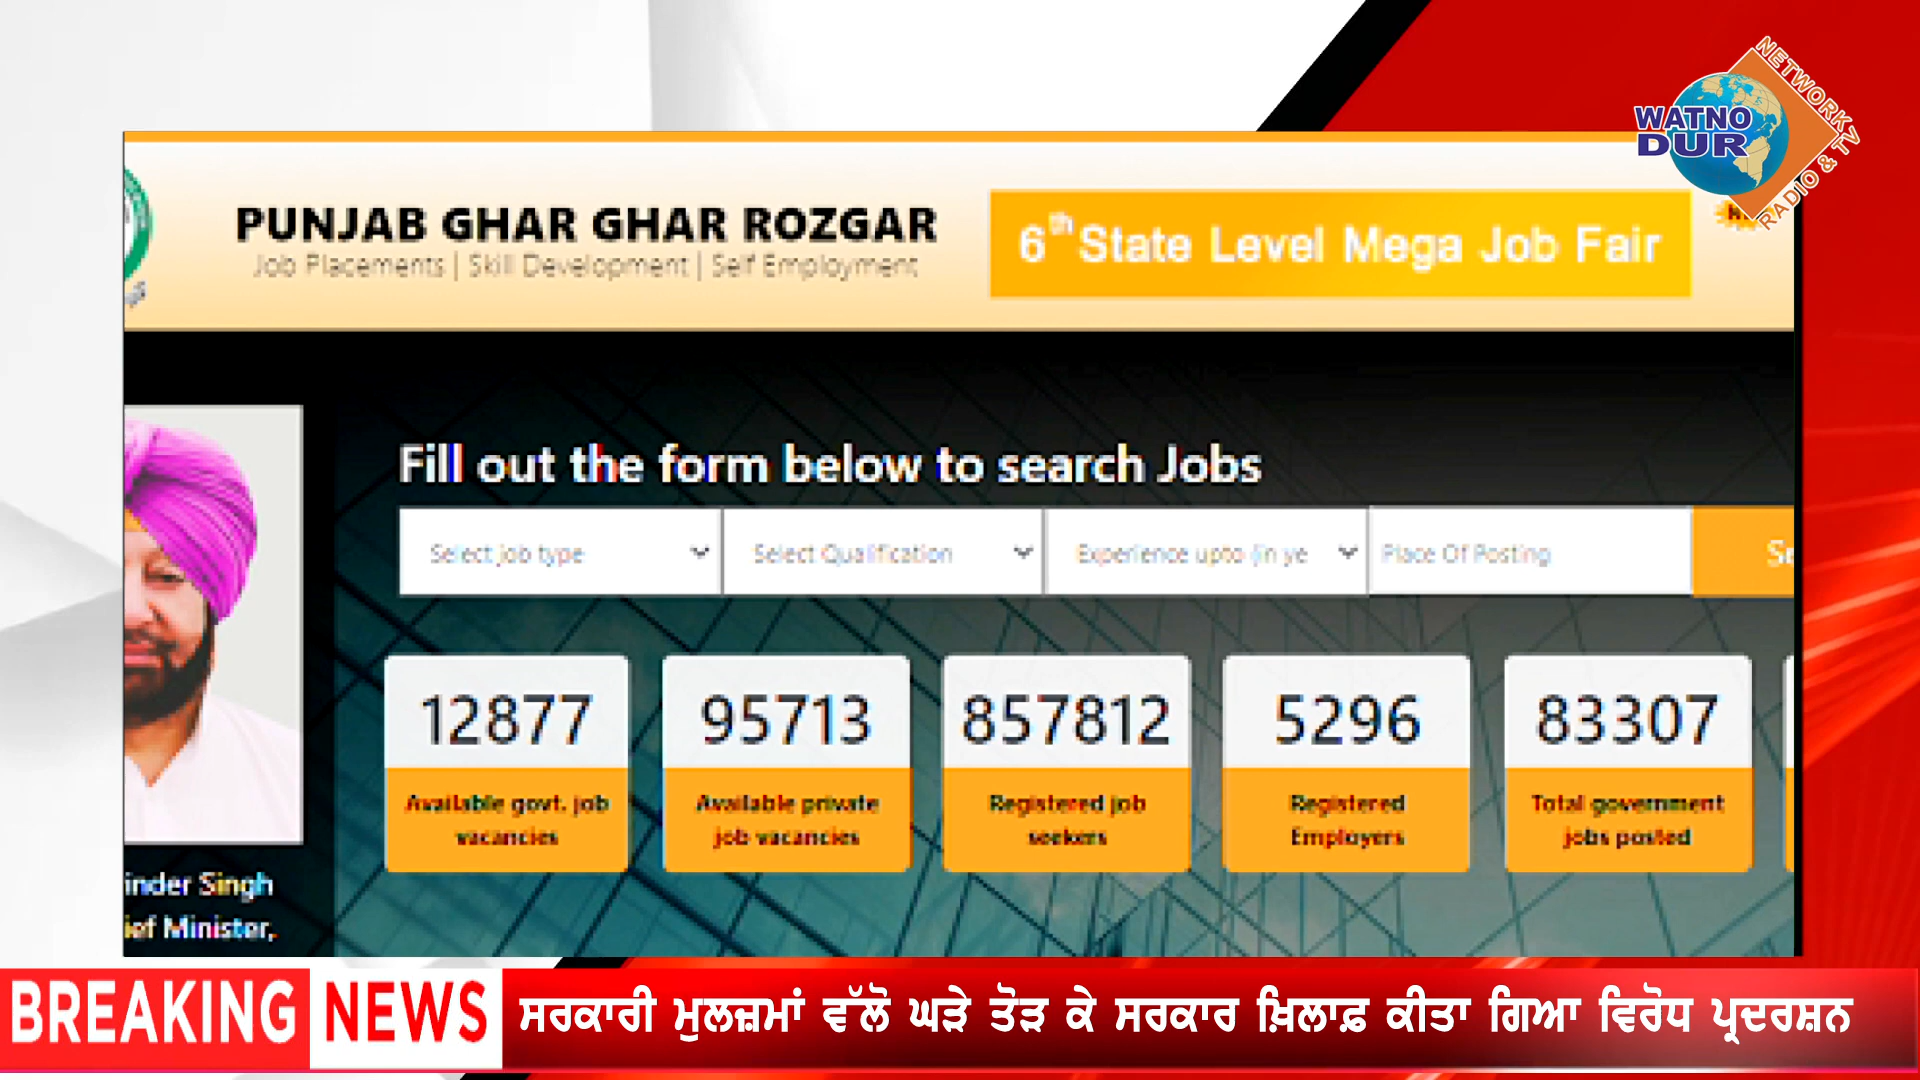 WATNO
DUR
NETWORK7
RADIO & TV
PUNJAB GHAR GHAR ROZGAR
Job Placements | Skill Development | Self Employment
6th State Level Mega Job Fair
Fill out the form below to search Jobs
Select job type
Select Qualification
Experience upto (in ye
Place Of Posting
12877
Available govt. job
vacancies
95713
Available private
job vacancies
857812
Registered job
seekers
5296
Registered
Employers
83307
Total government
jobs posted
inder Singh
ief Minister,
BREAKING NEWS
ਸਰਕਾਰੀ ਮੁਲਜ਼ਮਾਂ ਵੱਲੋ ਘੜੇ ਤੋੜ ਕੇ ਸਰਕਾਰ ਖ਼ਿਲਾਫ਼ ਕੀਤਾ ਗਿਆ ਵਿਰੋਧ ਪ੍ਰਦਰਸ਼ਨ